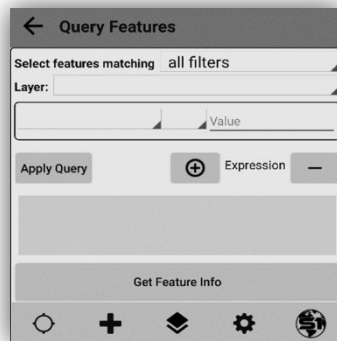 Query Features
Select features matching all filters
Layer:
Value
Apply Query Expression
Get Feature Info